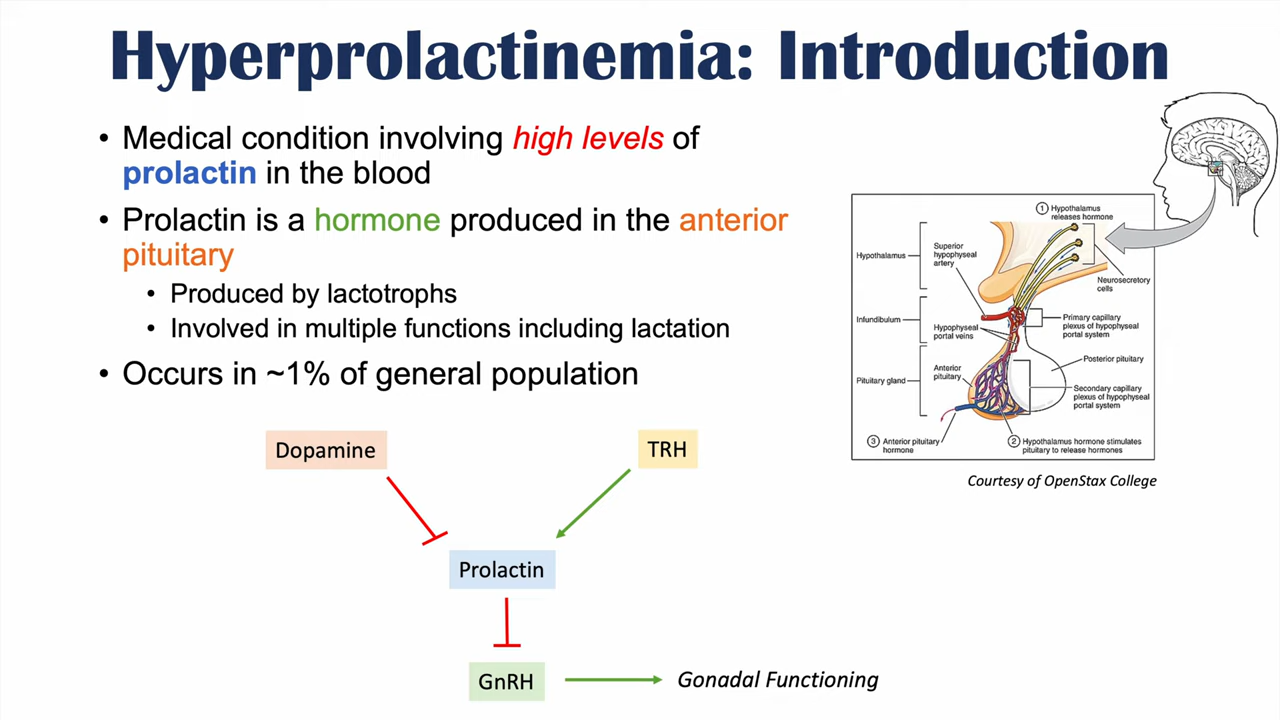 Hyperprolactinemia: Introduction
• Medical condition involving high levels of
prolactin in the blood
• Prolactin is a hormone produced in the anterior
pituitary
• Produced by lactotrophs
• Involved in multiple functions including lactation
• Occurs in ~1% of general population
Dopamine
TRH
Prolactin
GnRH
Gonadal Functioning
1 Hypothalamus
releases hormone
Hypothalamus
Superior
hypophyseal
artery
Neurosecretory
cells
Infundibulum
Hypophyseal
portal veins
Primary capillary
plexus of hypophyseal
portal system
Posterior pituitary
Pituitary gland
Anterior
pituitary
Secondary capillary
plexus of hypophyseal
portal system
3 Anterior pituitary
hormone
2 Hypothalamus hormone stimulates
pituitary to release hormones
Courtesy of OpenStax College